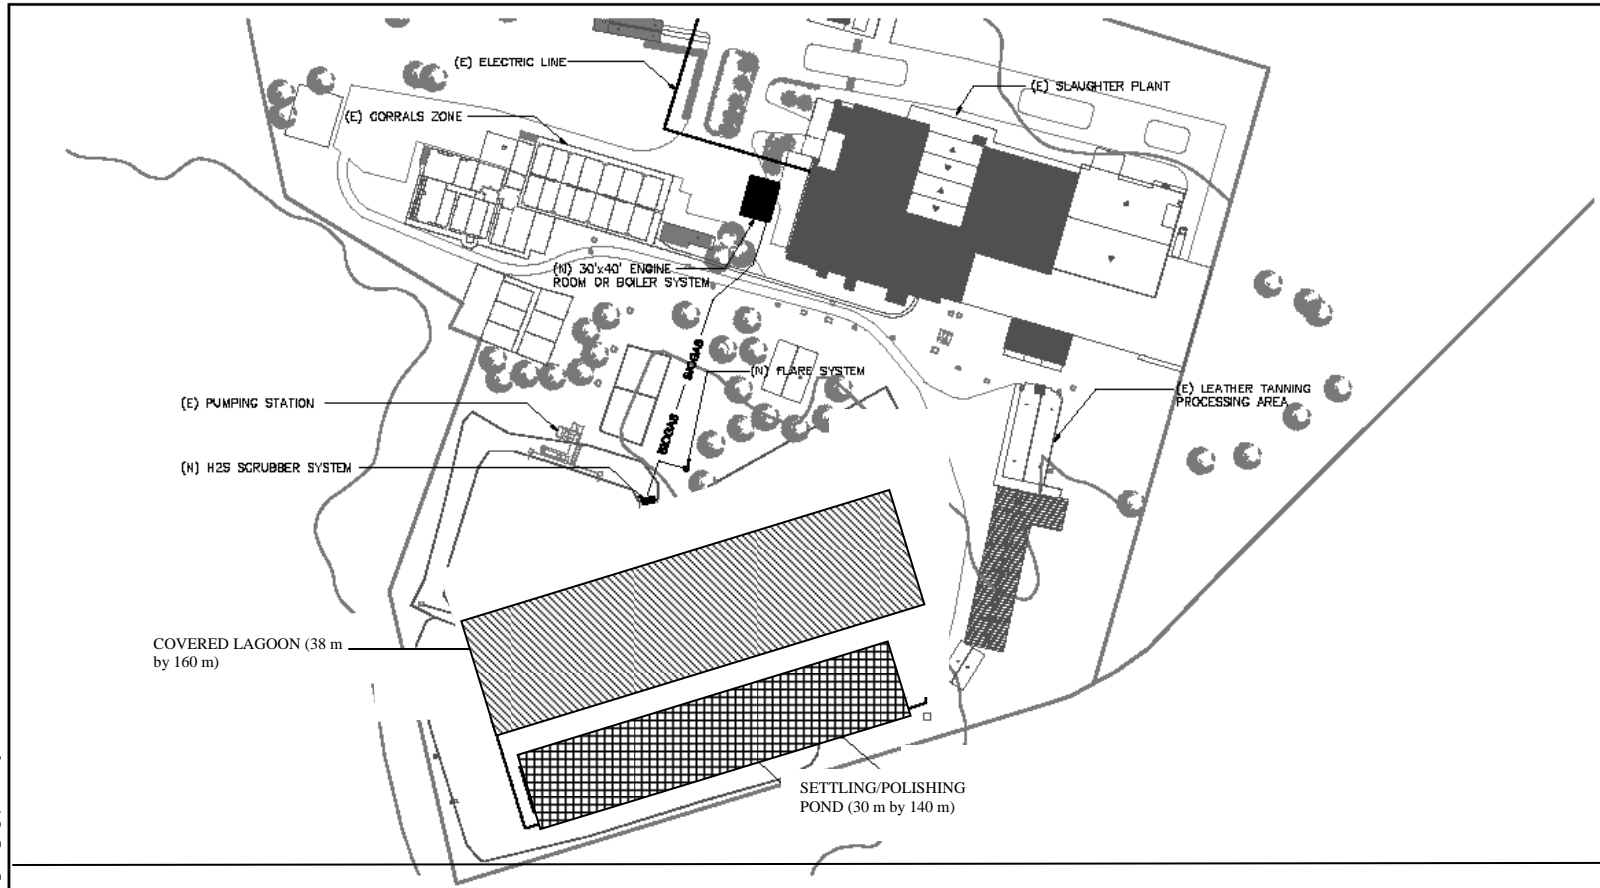 (E) ELECTRIC LINE
(E) SLAUGHTER PLANT
(E) CORRALS ZONE
(N) 30'x40' ENGINE
ROOM OR BOILER SYSTEM
BIOGAS
(N) FLARE SYSTEM
(E) LEATHER TANNING
PROCESSING AREA
(E) PUMPING STATION
BIOGAS
(N) H2S SCRUBBER SYSTEM
COVERED LAGOON (38 m
by 160 m)
SETTLING/POLISHING
POND (30 m by 140 m)